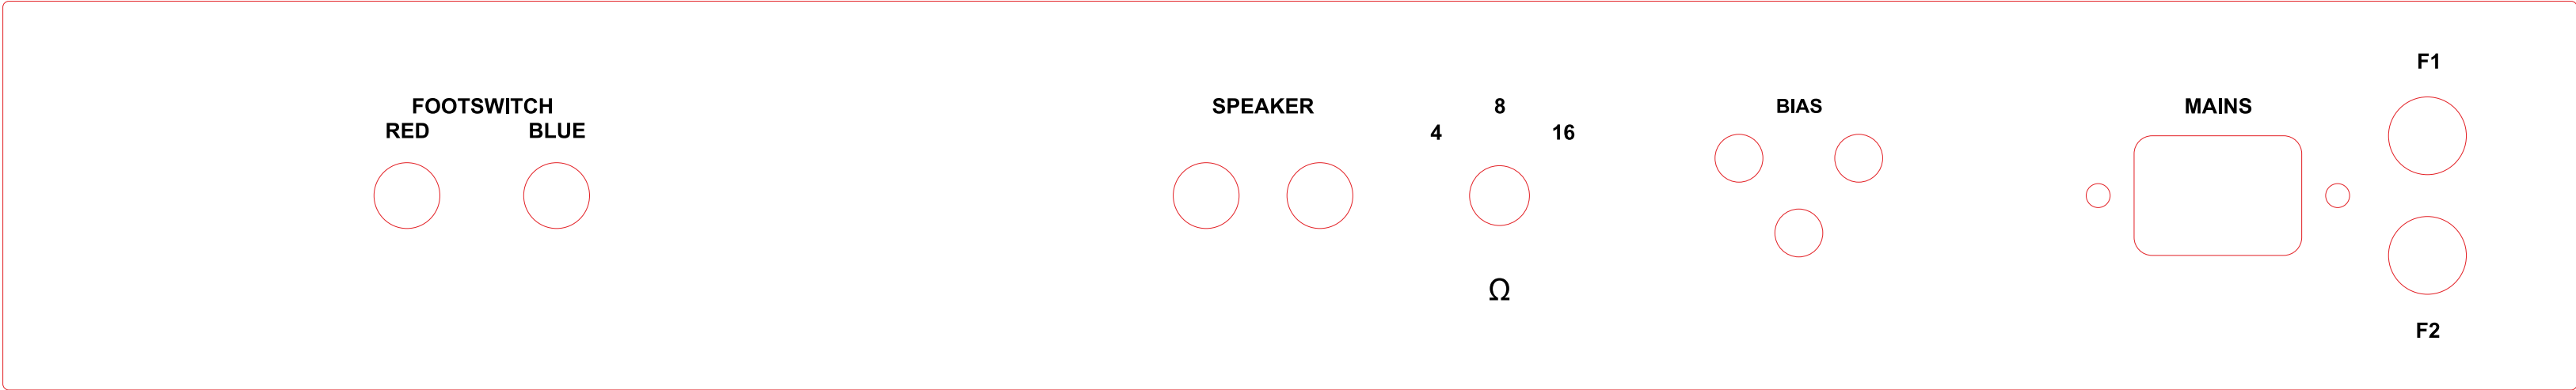 FOOTSWITCH
RED BLUE
SPEAKER
8
4 16
Ω
BIAS
MAINS
F1
F2